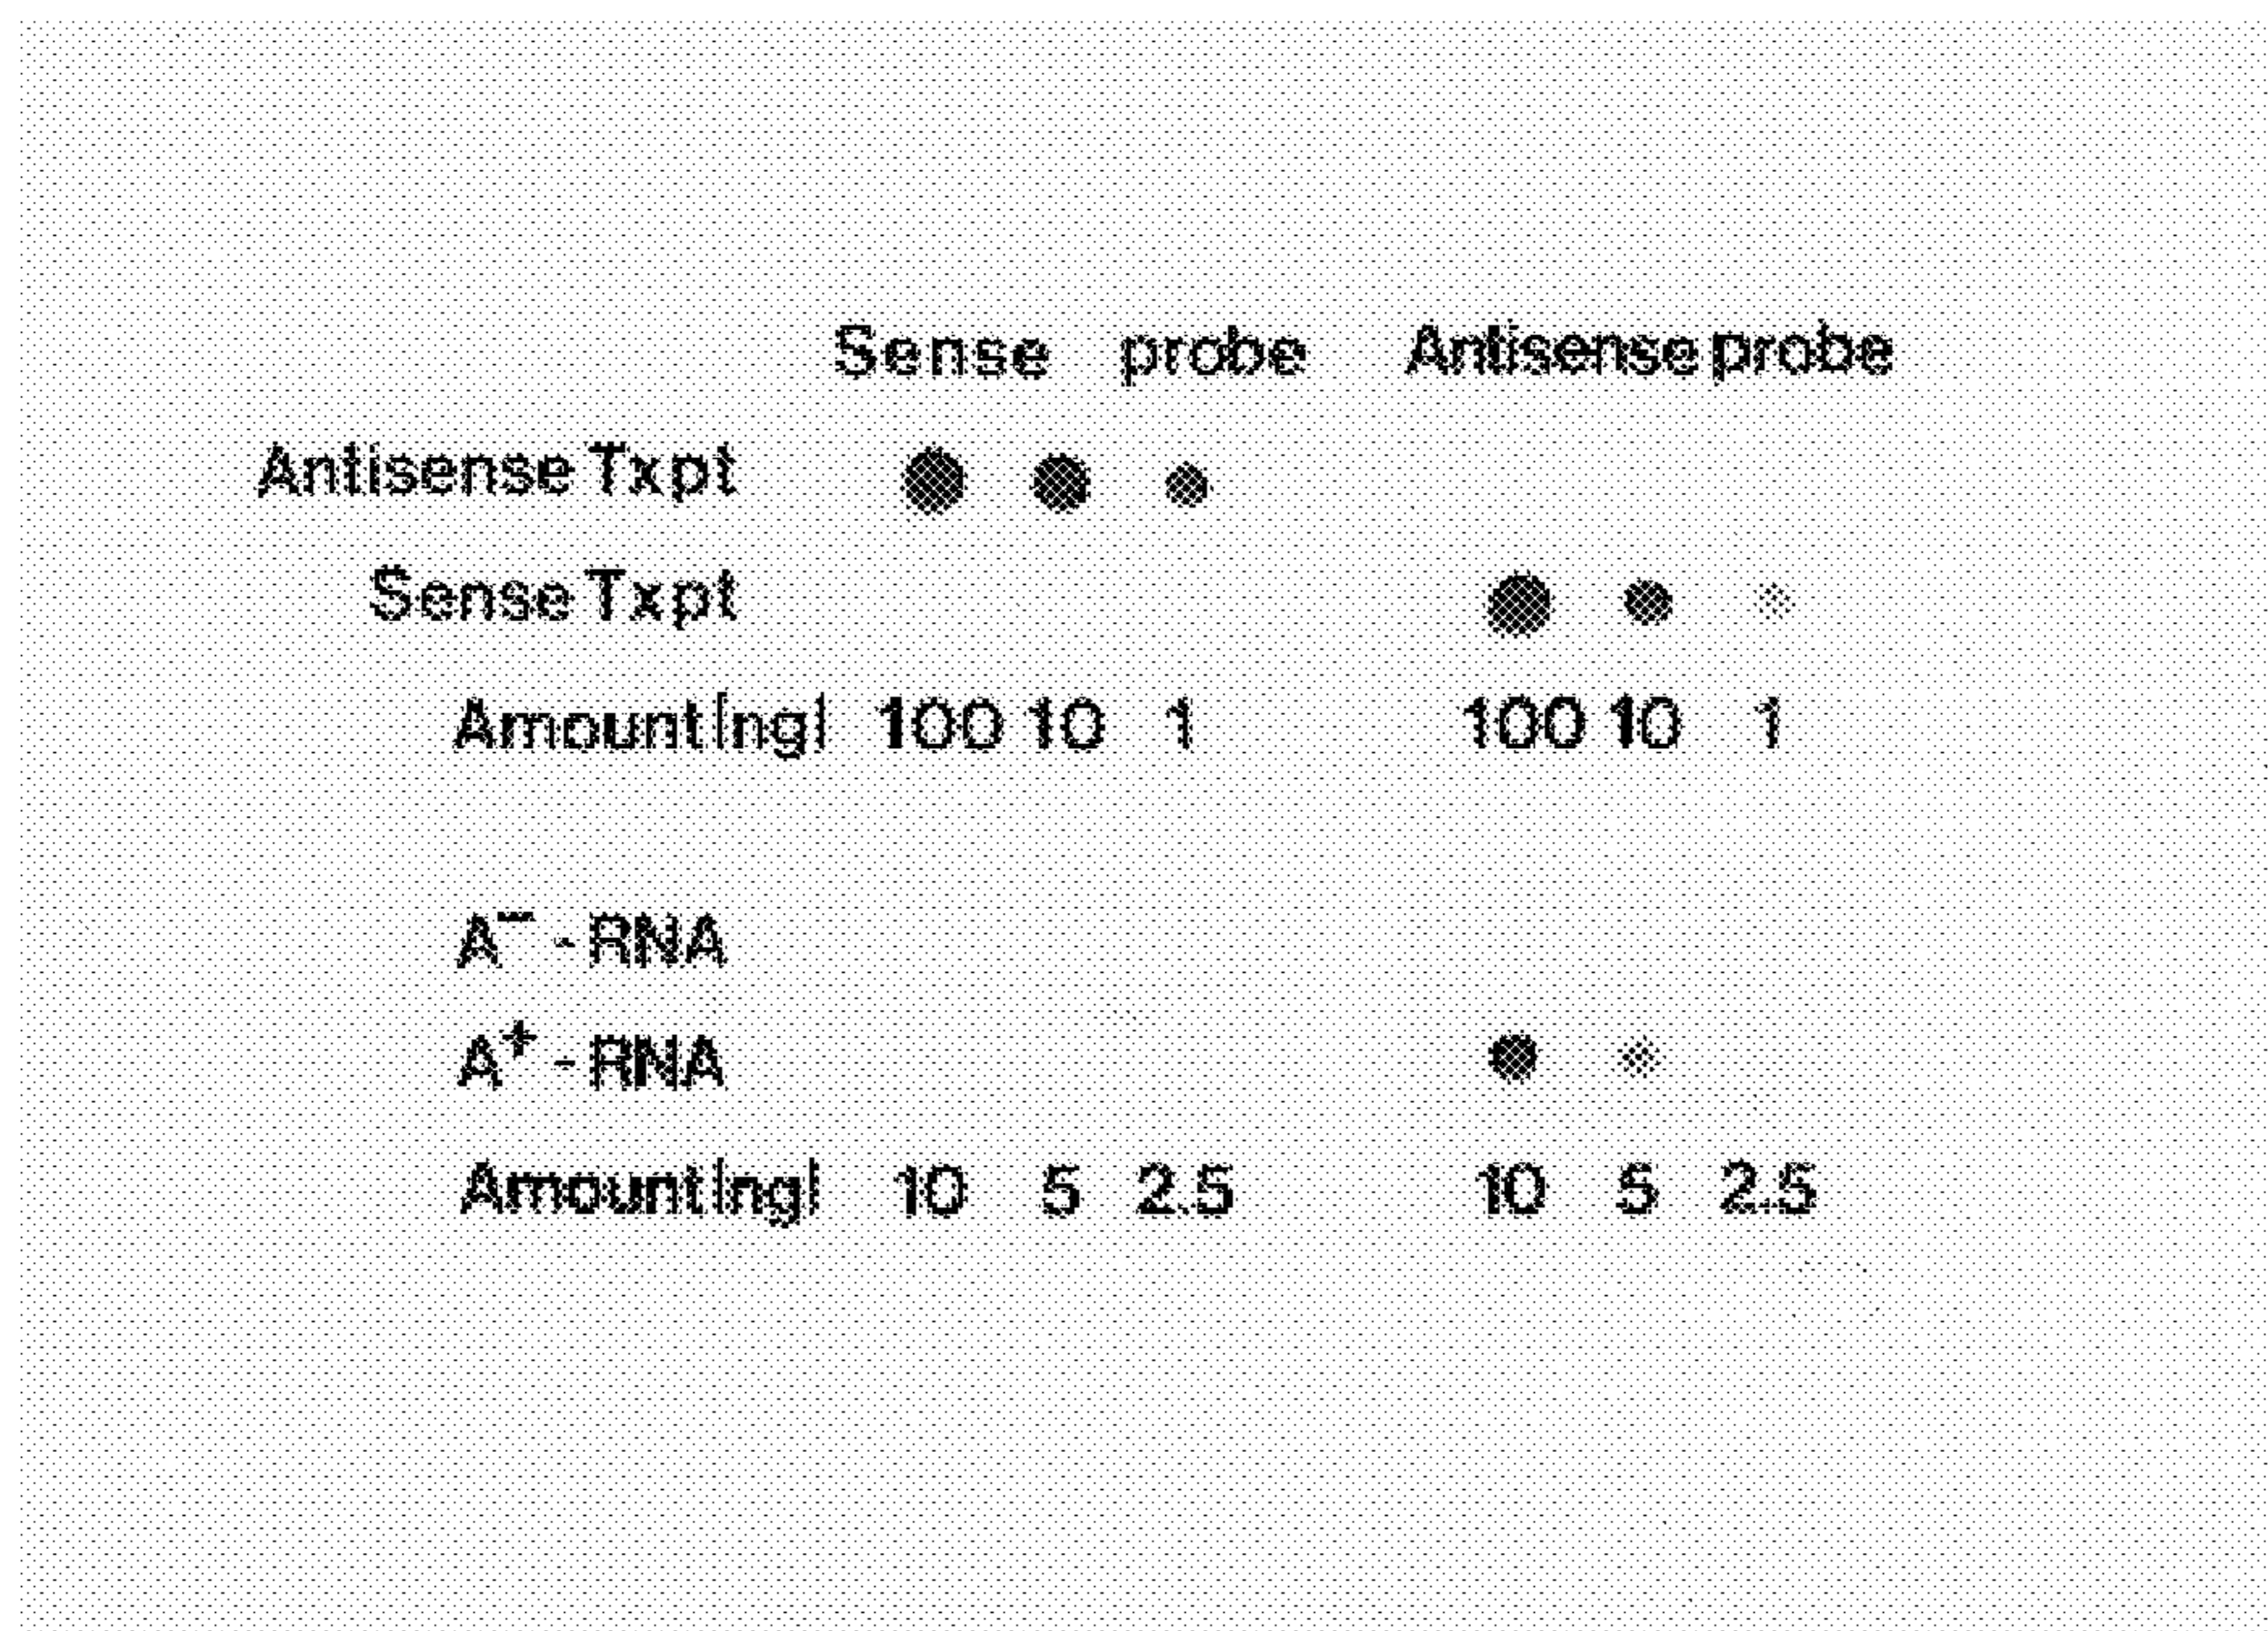 Sense probe Antisense probe
Antisense Txpt
Sense Txpt
Amount [ng] 100 10 1 100 10 1
A⁻ - RNA
A⁺ - RNA
Amount [ng] 10 5 2.5 10 5 2.5